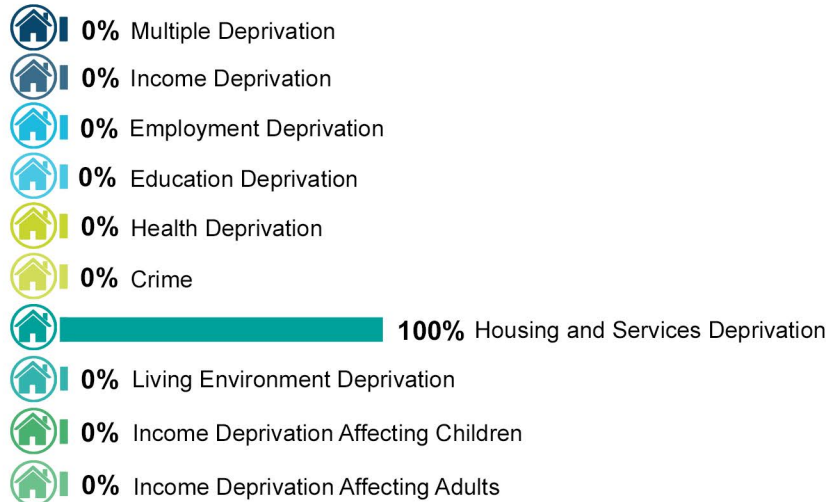 0% Multiple Deprivation
0% Income Deprivation
0% Employment Deprivation
0% Education Deprivation
0% Health Deprivation
0% Crime
100% Housing and Services Deprivation
0% Living Environment Deprivation
0% Income Deprivation Affecting Children
0% Income Deprivation Affecting Adults